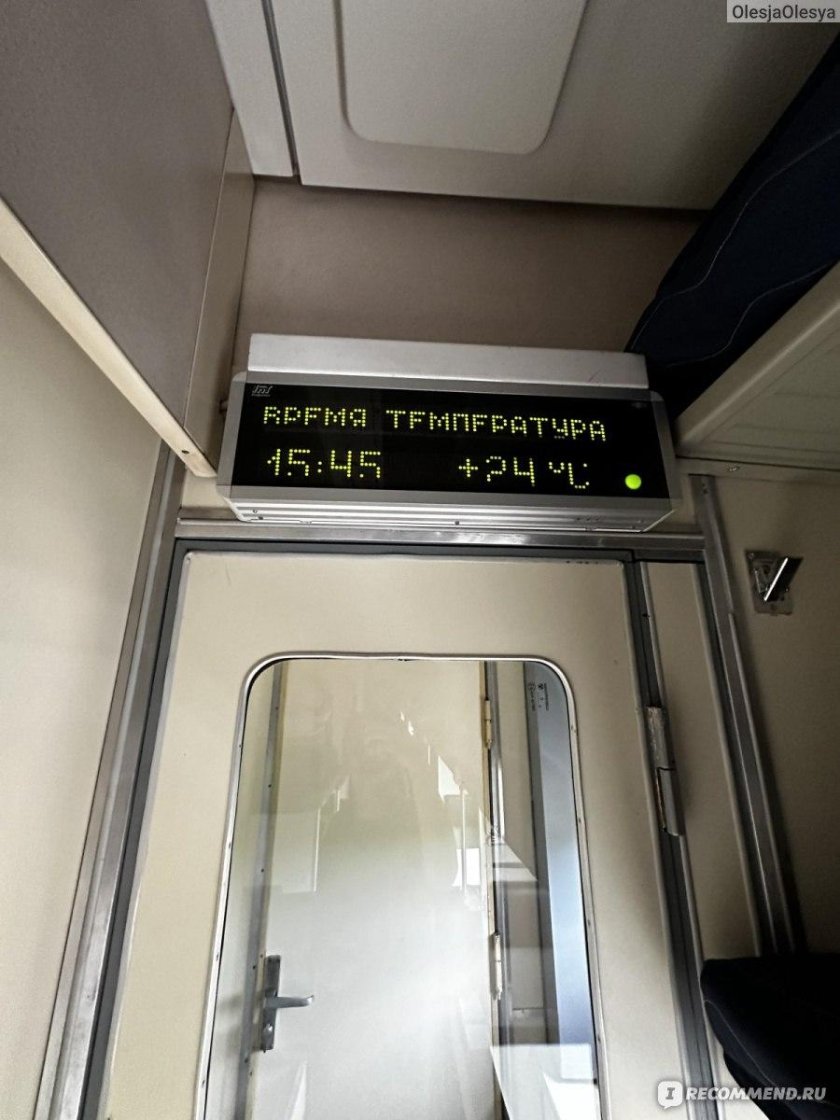 OlesjaOlesya
ВРЕМЯ ТЕМПЕРАТУРА
15:45 +24 °C
IRECOMMEND.RU